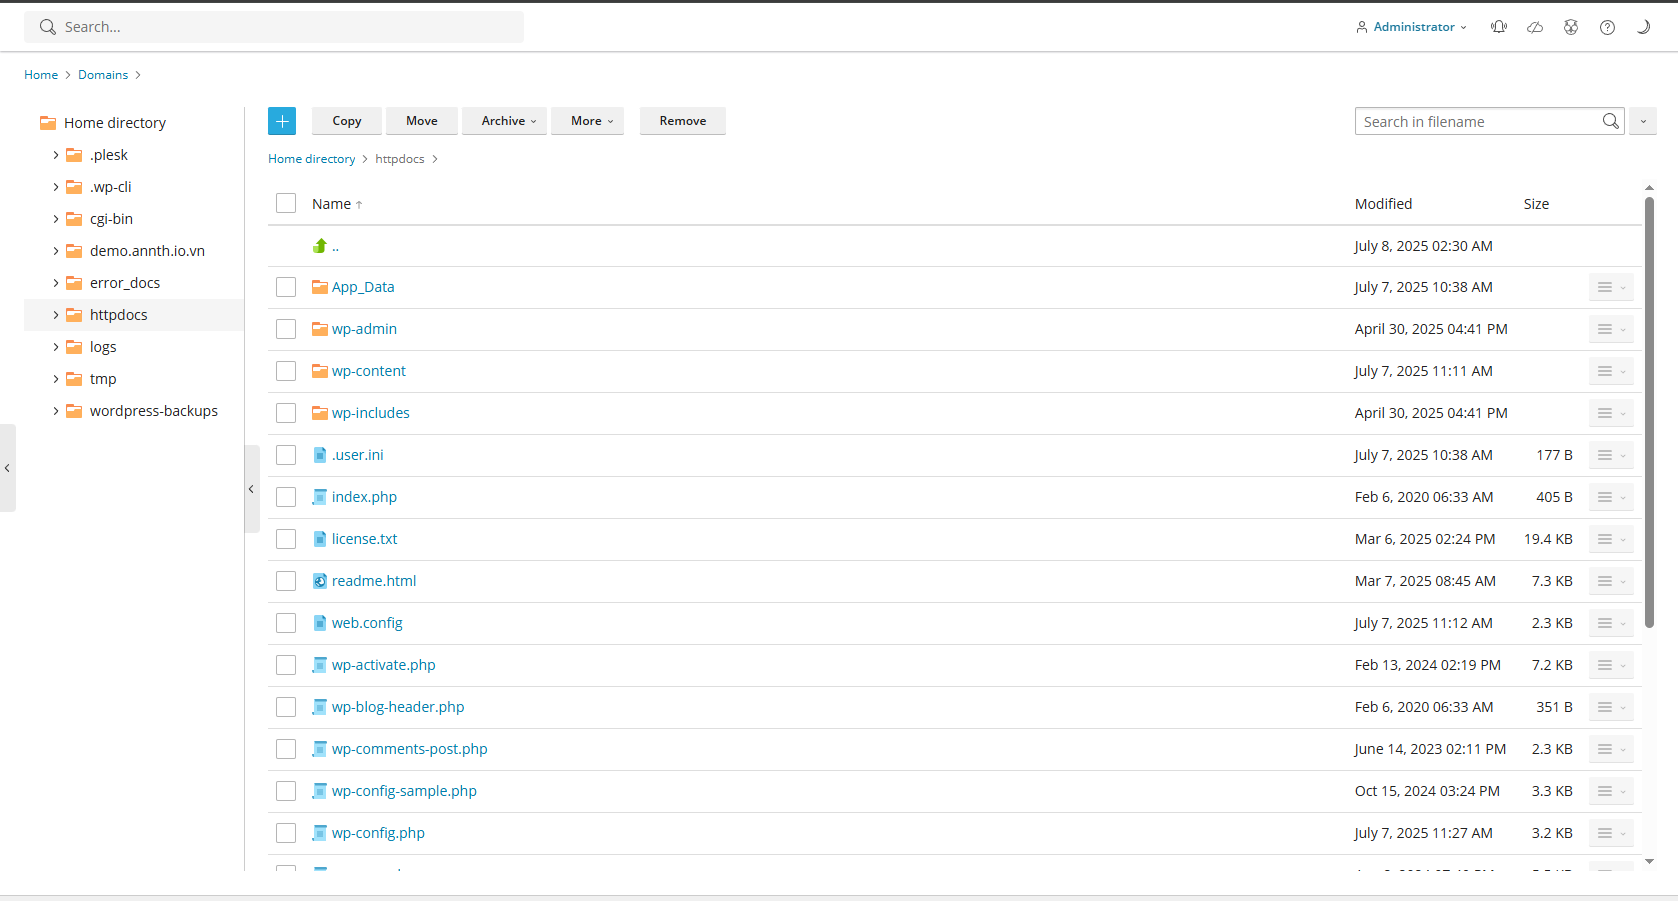 Search...
Administrator
Home > Domains >
Home directory
.plesk
.wp-cli
cgi-bin
demo.annth.io.vn
error_docs
httpdocs
logs
tmp
wordpress-backups
Copy Move Archive More Remove
Search in filename
Home directory > httpdocs >
Name ↑ Modified Size
.. July 8, 2025 02:30 AM
App_Data July 7, 2025 10:38 AM
wp-admin April 30, 2025 04:41 PM
wp-content July 7, 2025 11:11 AM
wp-includes April 30, 2025 04:41 PM
.user.ini July 7, 2025 10:38 AM 177 B
index.php Feb 6, 2020 06:33 AM 405 B
license.txt Mar 6, 2025 02:24 PM 19.4 KB
readme.html Mar 7, 2025 08:45 AM 7.3 KB
web.config July 7, 2025 11:12 AM 2.3 KB
wp-activate.php Feb 13, 2024 02:19 PM 7.2 KB
wp-blog-header.php Feb 6, 2020 06:33 AM 351 B
wp-comments-post.php June 14, 2023 02:11 PM 2.3 KB
wp-config-sample.php Oct 15, 2024 03:24 PM 3.3 KB
wp-config.php July 7, 2025 11:27 AM 3.2 KB